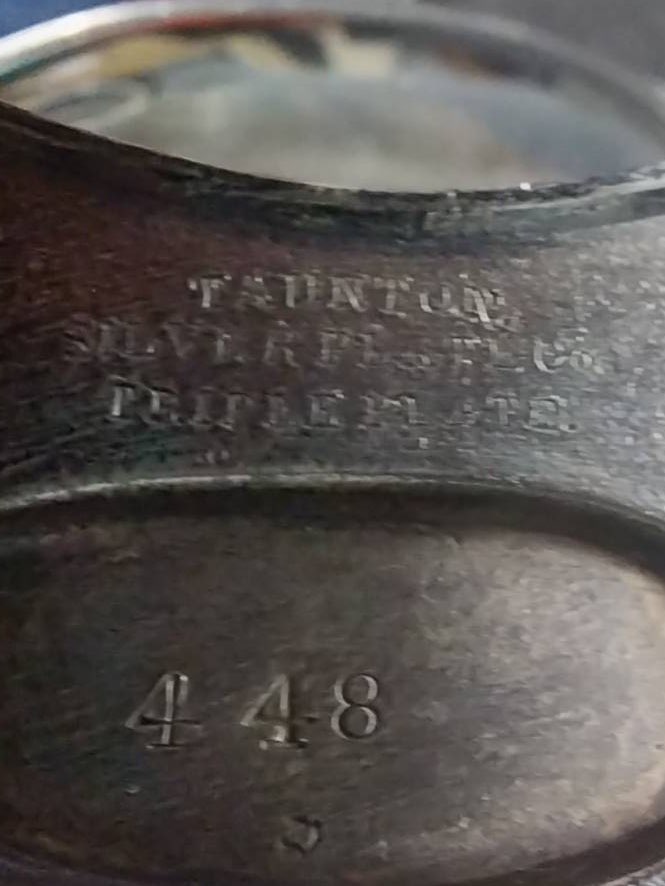 TAUNTON
SILVER PLATE Co.
TRIPLE PLATE.
448